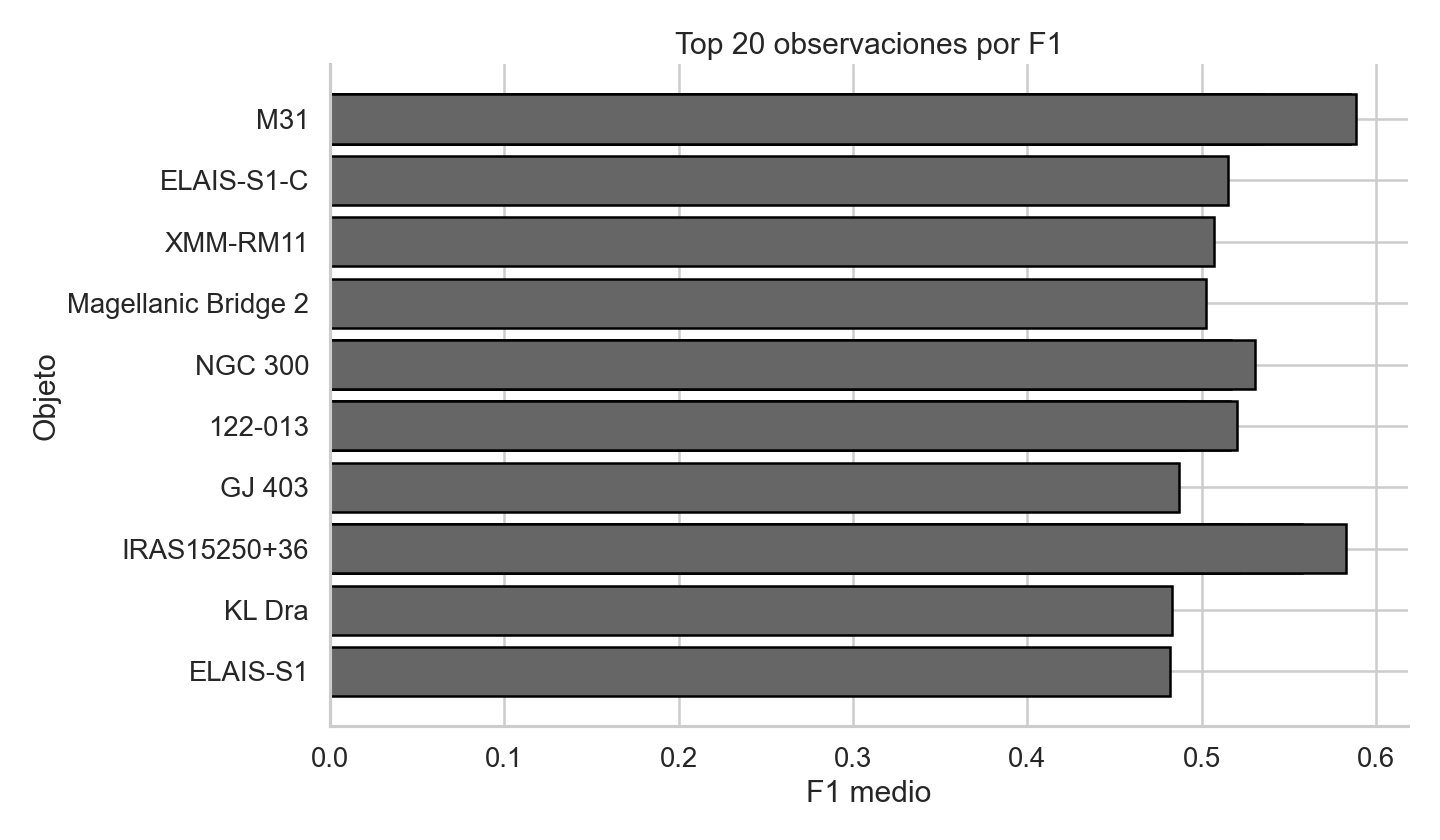 Top 20 observaciones por F1
M31
ELAIS-S1-C
XMM-RM11
Magellanic Bridge 2
NGC 300
122-013
GJ 403
IRAS15250+36
KL Dra
ELAIS-S1
Objeto
0.0 0.1 0.2 0.3 0.4 0.5 0.6
F1 medio